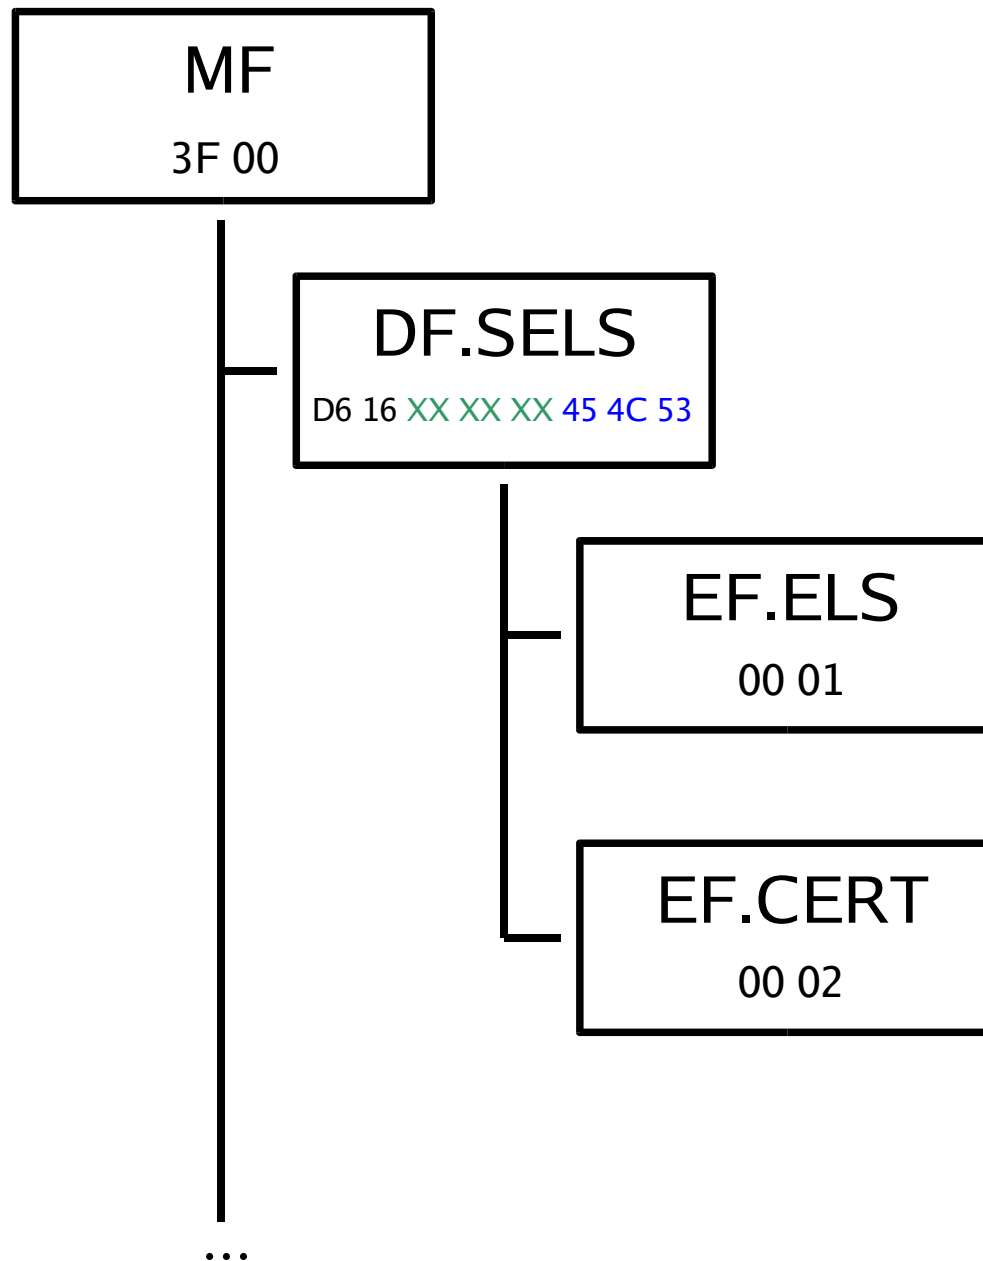 MF
3F 00
DF.SELS
D6 16 XX XX XX 45 4C 53
EF.ELS
00 01
EF.CERT
00 02
...